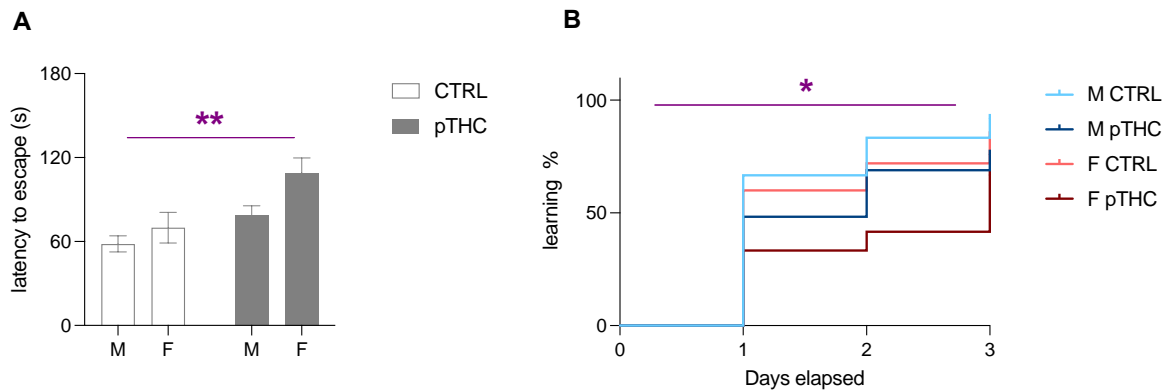 A
latency to escape (s)
180
120
60
0
**
M
F
M
F
CTRL
pTHC
B
learning %
100
50
0
*
0
1
2
3
Days elapsed
M CTRL
M pTHC
F CTRL
F pTHC